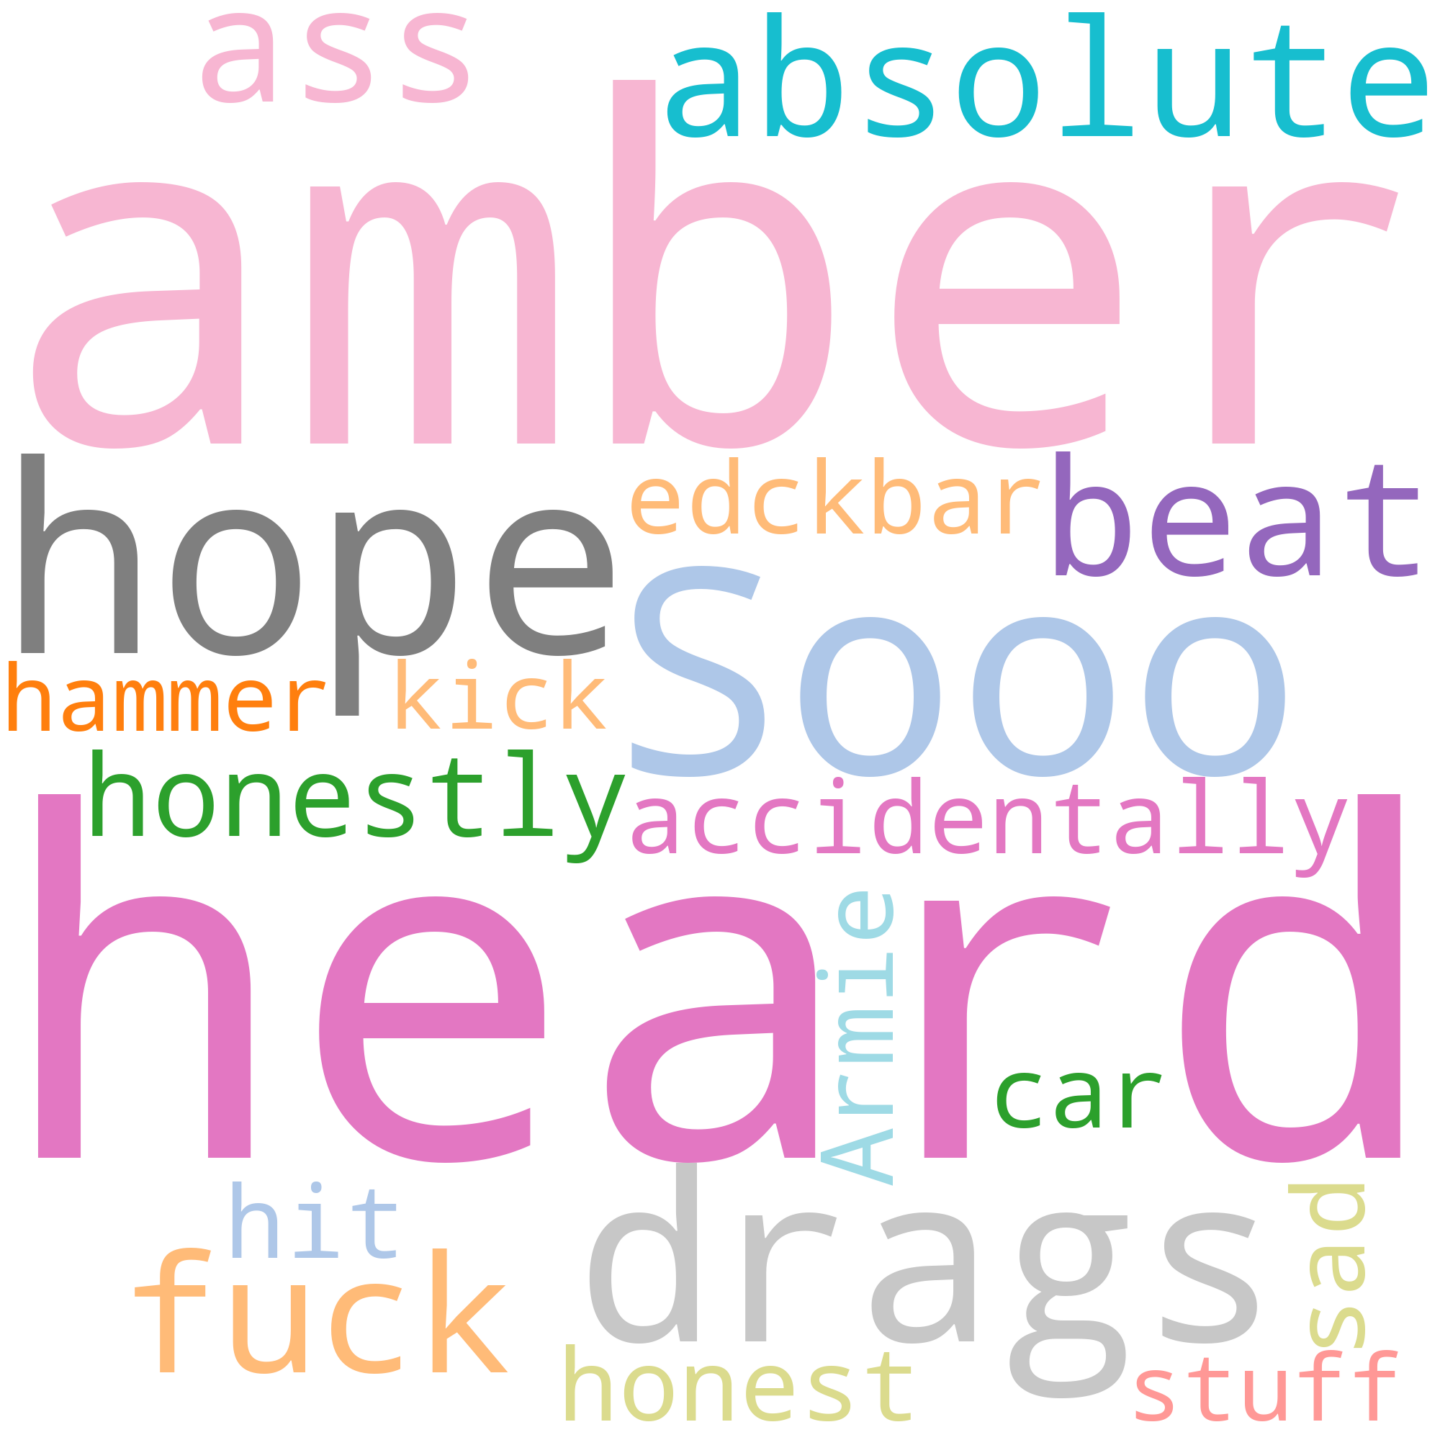 ass
absolute
amber
hope
edckbar
beat
Sooo
hammer
kick
honestly
accidentally
heard
Armie
car
hit
drags
sad
fuck
honest
stuff